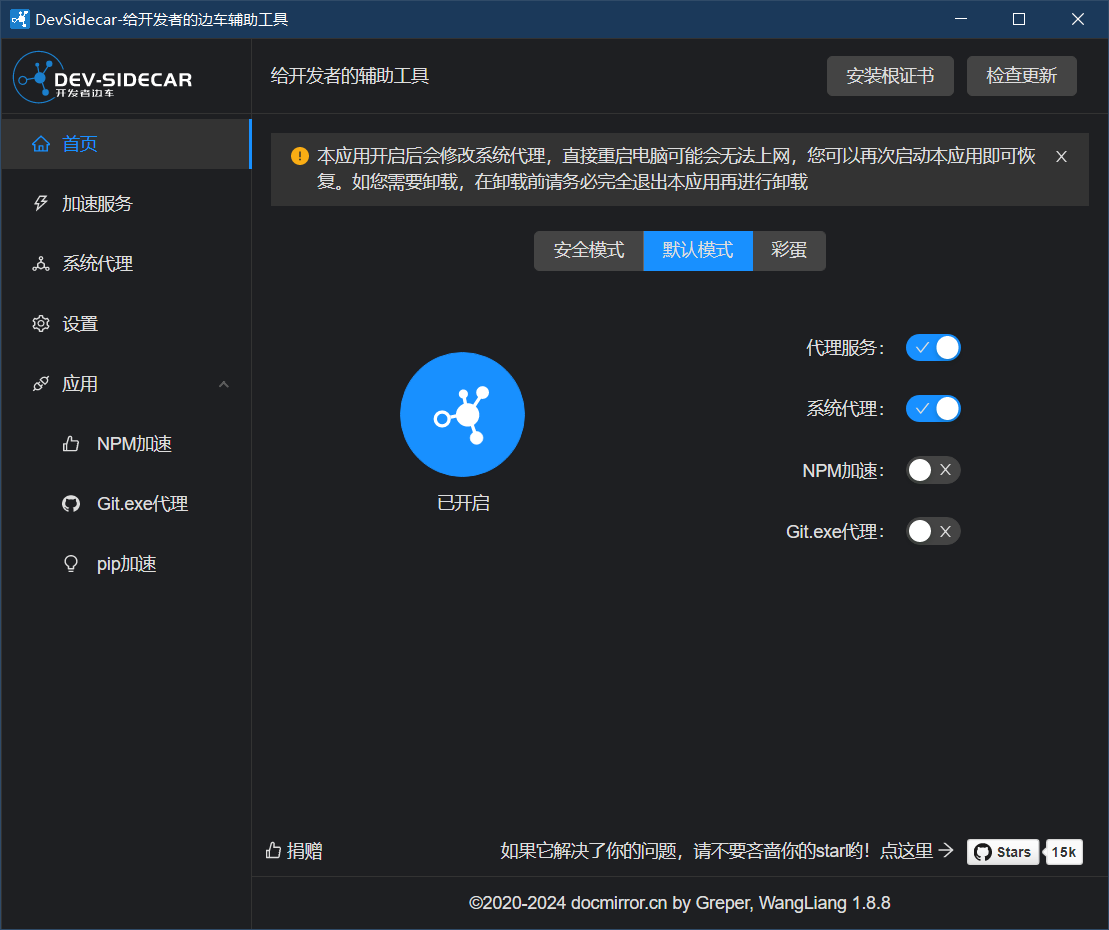 DevSidecar-给开发者的边车辅助工具
DEV-SIDECAR
开发者边车
给开发者的辅助工具
安装根证书
检查更新
首页
加速服务
系统代理
设置
应用
NPM加速
Git.exe代理
pip加速
本应用开启后会修改系统代理，直接重启电脑可能会无法上网，您可以再次启动本应用即可恢
复。如您需要卸载，在卸载前请务必完全退出本应用再进行卸载
安全模式
默认模式
彩蛋
已开启
代理服务：
系统代理：
NPM加速：
Git.exe代理：
捐赠
如果它解决了你的问题，请不要吝啬你的star哟！点这里
Stars
15k
©2020-2024 docmirror.cn by Greper, WangLiang 1.8.8